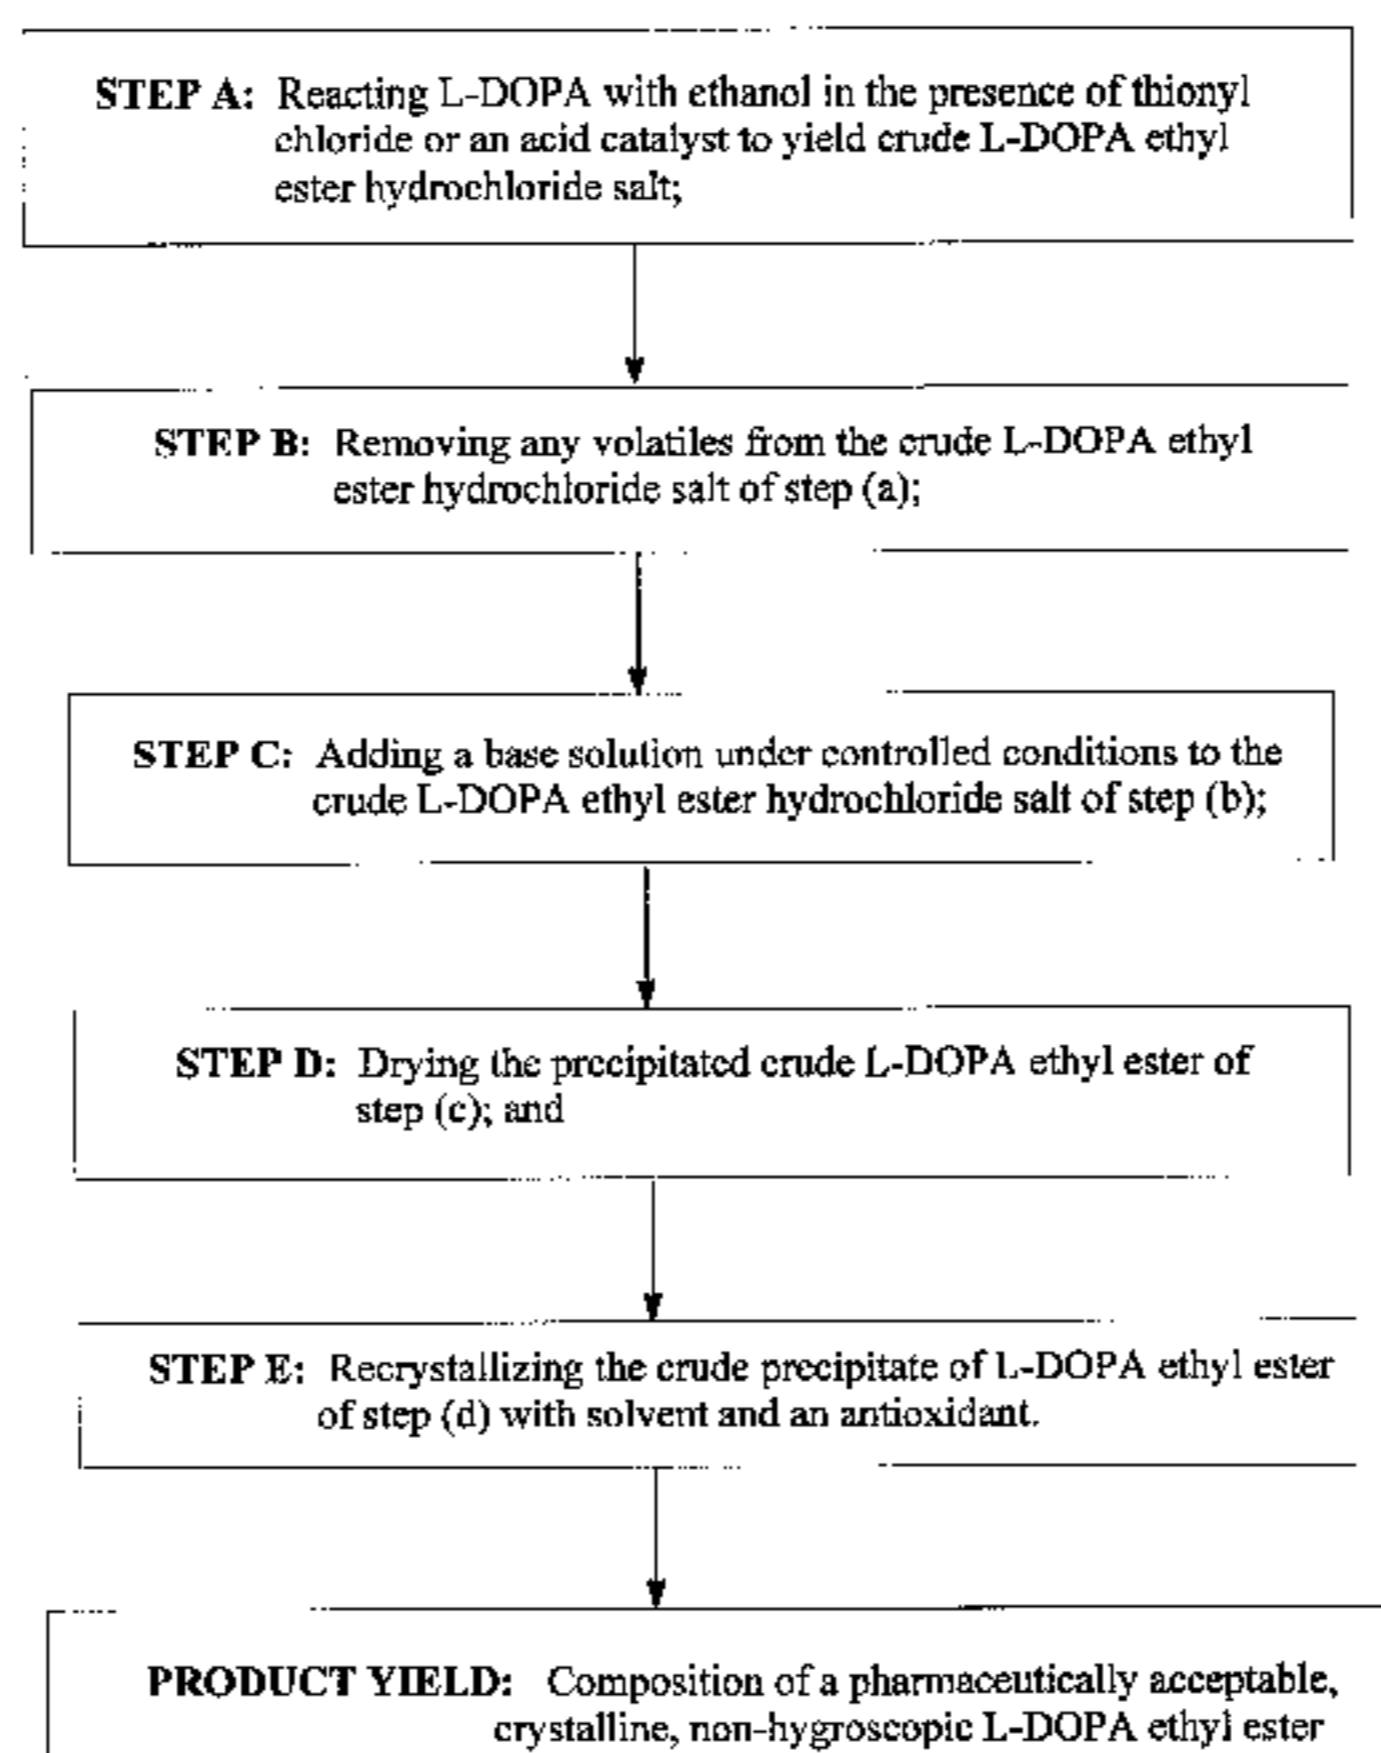 STEP A: Reacting L-DOPA with ethanol in the presence of thionyl
chloride or an acid catalyst to yield crude L-DOPA ethyl
ester hydrochloride salt;
STEP B: Removing any volatiles from the crude L-DOPA ethyl
ester hydrochloride salt of step (a);
STEP C: Adding a base solution under controlled conditions to the
crude L-DOPA ethyl ester hydrochloride salt of step (b);
STEP D: Drying the precipitated crude L-DOPA ethyl ester of
step (c); and
STEP E: Recrystallizing the crude precipitate of L-DOPA ethyl ester
of step (d) with solvent and an antioxidant.
PRODUCT YIELD: Composition of a pharmaceutically acceptable,
crystalline, non-hygroscopic L-DOPA ethyl ester